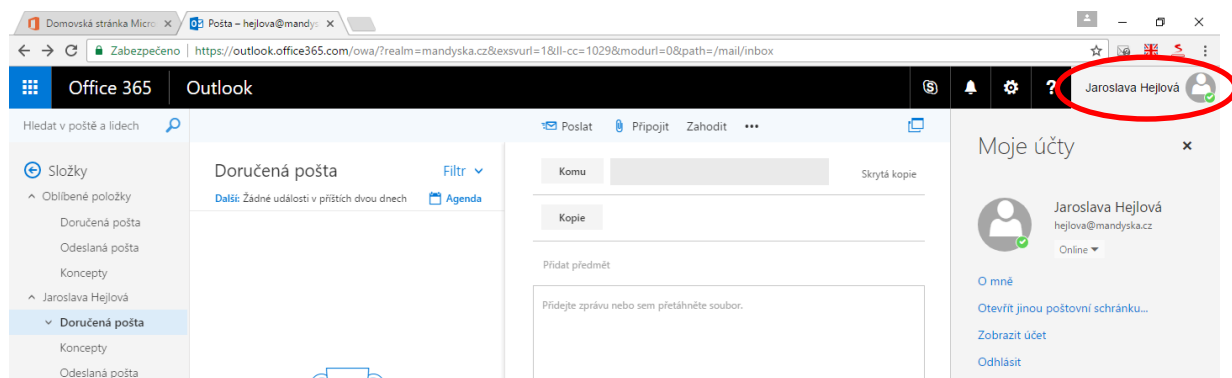 Domovská stránka Micro
Pošta – hejlova@mandys
Zabezpečeno
https://outlook.office365.com/owa/?realm=mandyska.cz&exsvurl=1&ll-cc=1029&modurl=0&path=/mail/inbox
Office 365
Outlook
?
Jaroslava Hejlová
Hledat v poště a lidech
Poslat
Připojit
Zahodit
•••
Složky
Oblíbené položky
Doručená pošta
Odeslaná pošta
Koncepty
Jaroslava Hejlová
Doručená pošta
Koncepty
Odeslaná pošta
Doručená pošta
Filtr
Další: Žádné události v příštích dvou dnech
Agenda
Komu
Skrytá kopie
Kopie
Přidat předmět
Přidejte zprávu nebo sem přetáhněte soubor.
Moje účty
Jaroslava Hejlová
hejlova@mandyska.cz
Online
O mně
Otevřít jinou poštovní schránku...
Zobrazit účet
Odhlásit